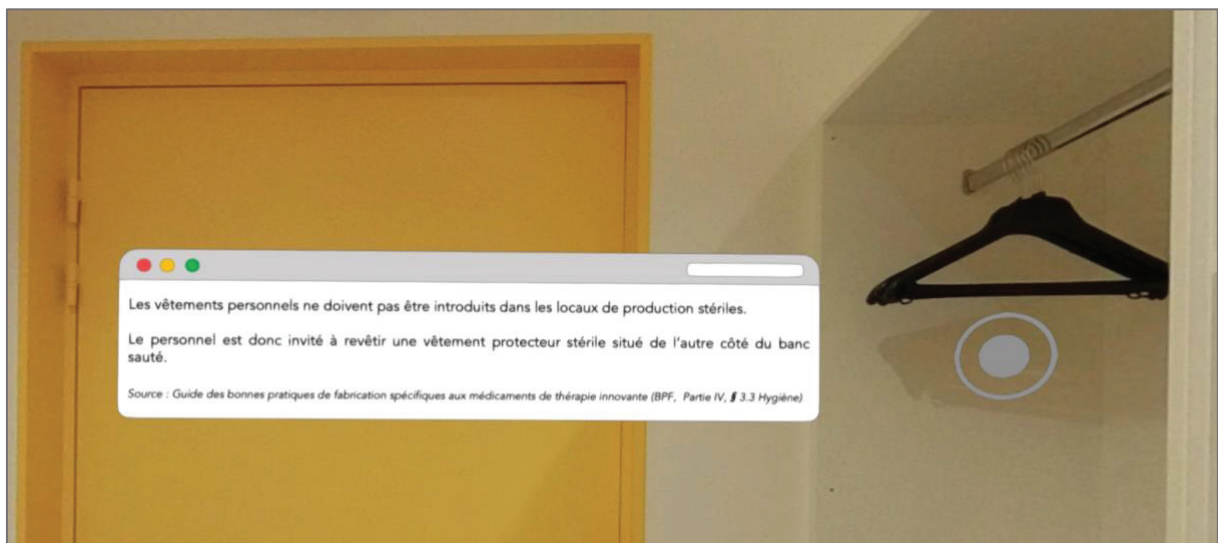 Les vêtements personnels ne doivent pas être introduits dans les locaux de production stériles.
Le personnel est donc invité à revêtir une vêtement protecteur stérile situé de l'autre côté du banc
sauté.
Source : Guide des bonnes pratiques de fabrication spécifiques aux médicaments de thérapie innovante (BPF, Partie IV, § 3.3 Hygiène)